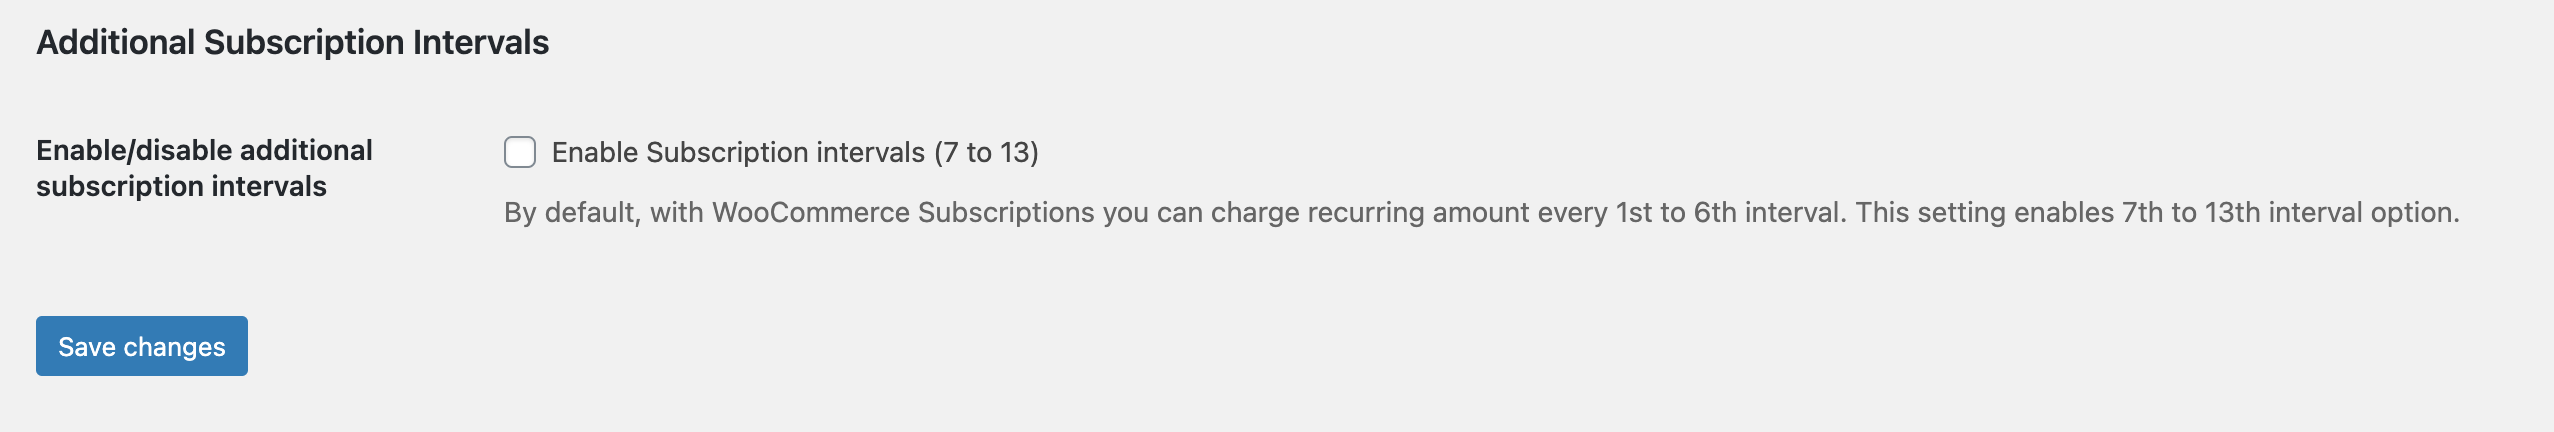 Additional Subscription Intervals
Enable/disable additional
subscription intervals
Enable Subscription intervals (7 to 13)
By default, with WooCommerce Subscriptions you can charge recurring amount every 1st to 6th interval. This setting enables 7th to 13th interval option.
Save changes